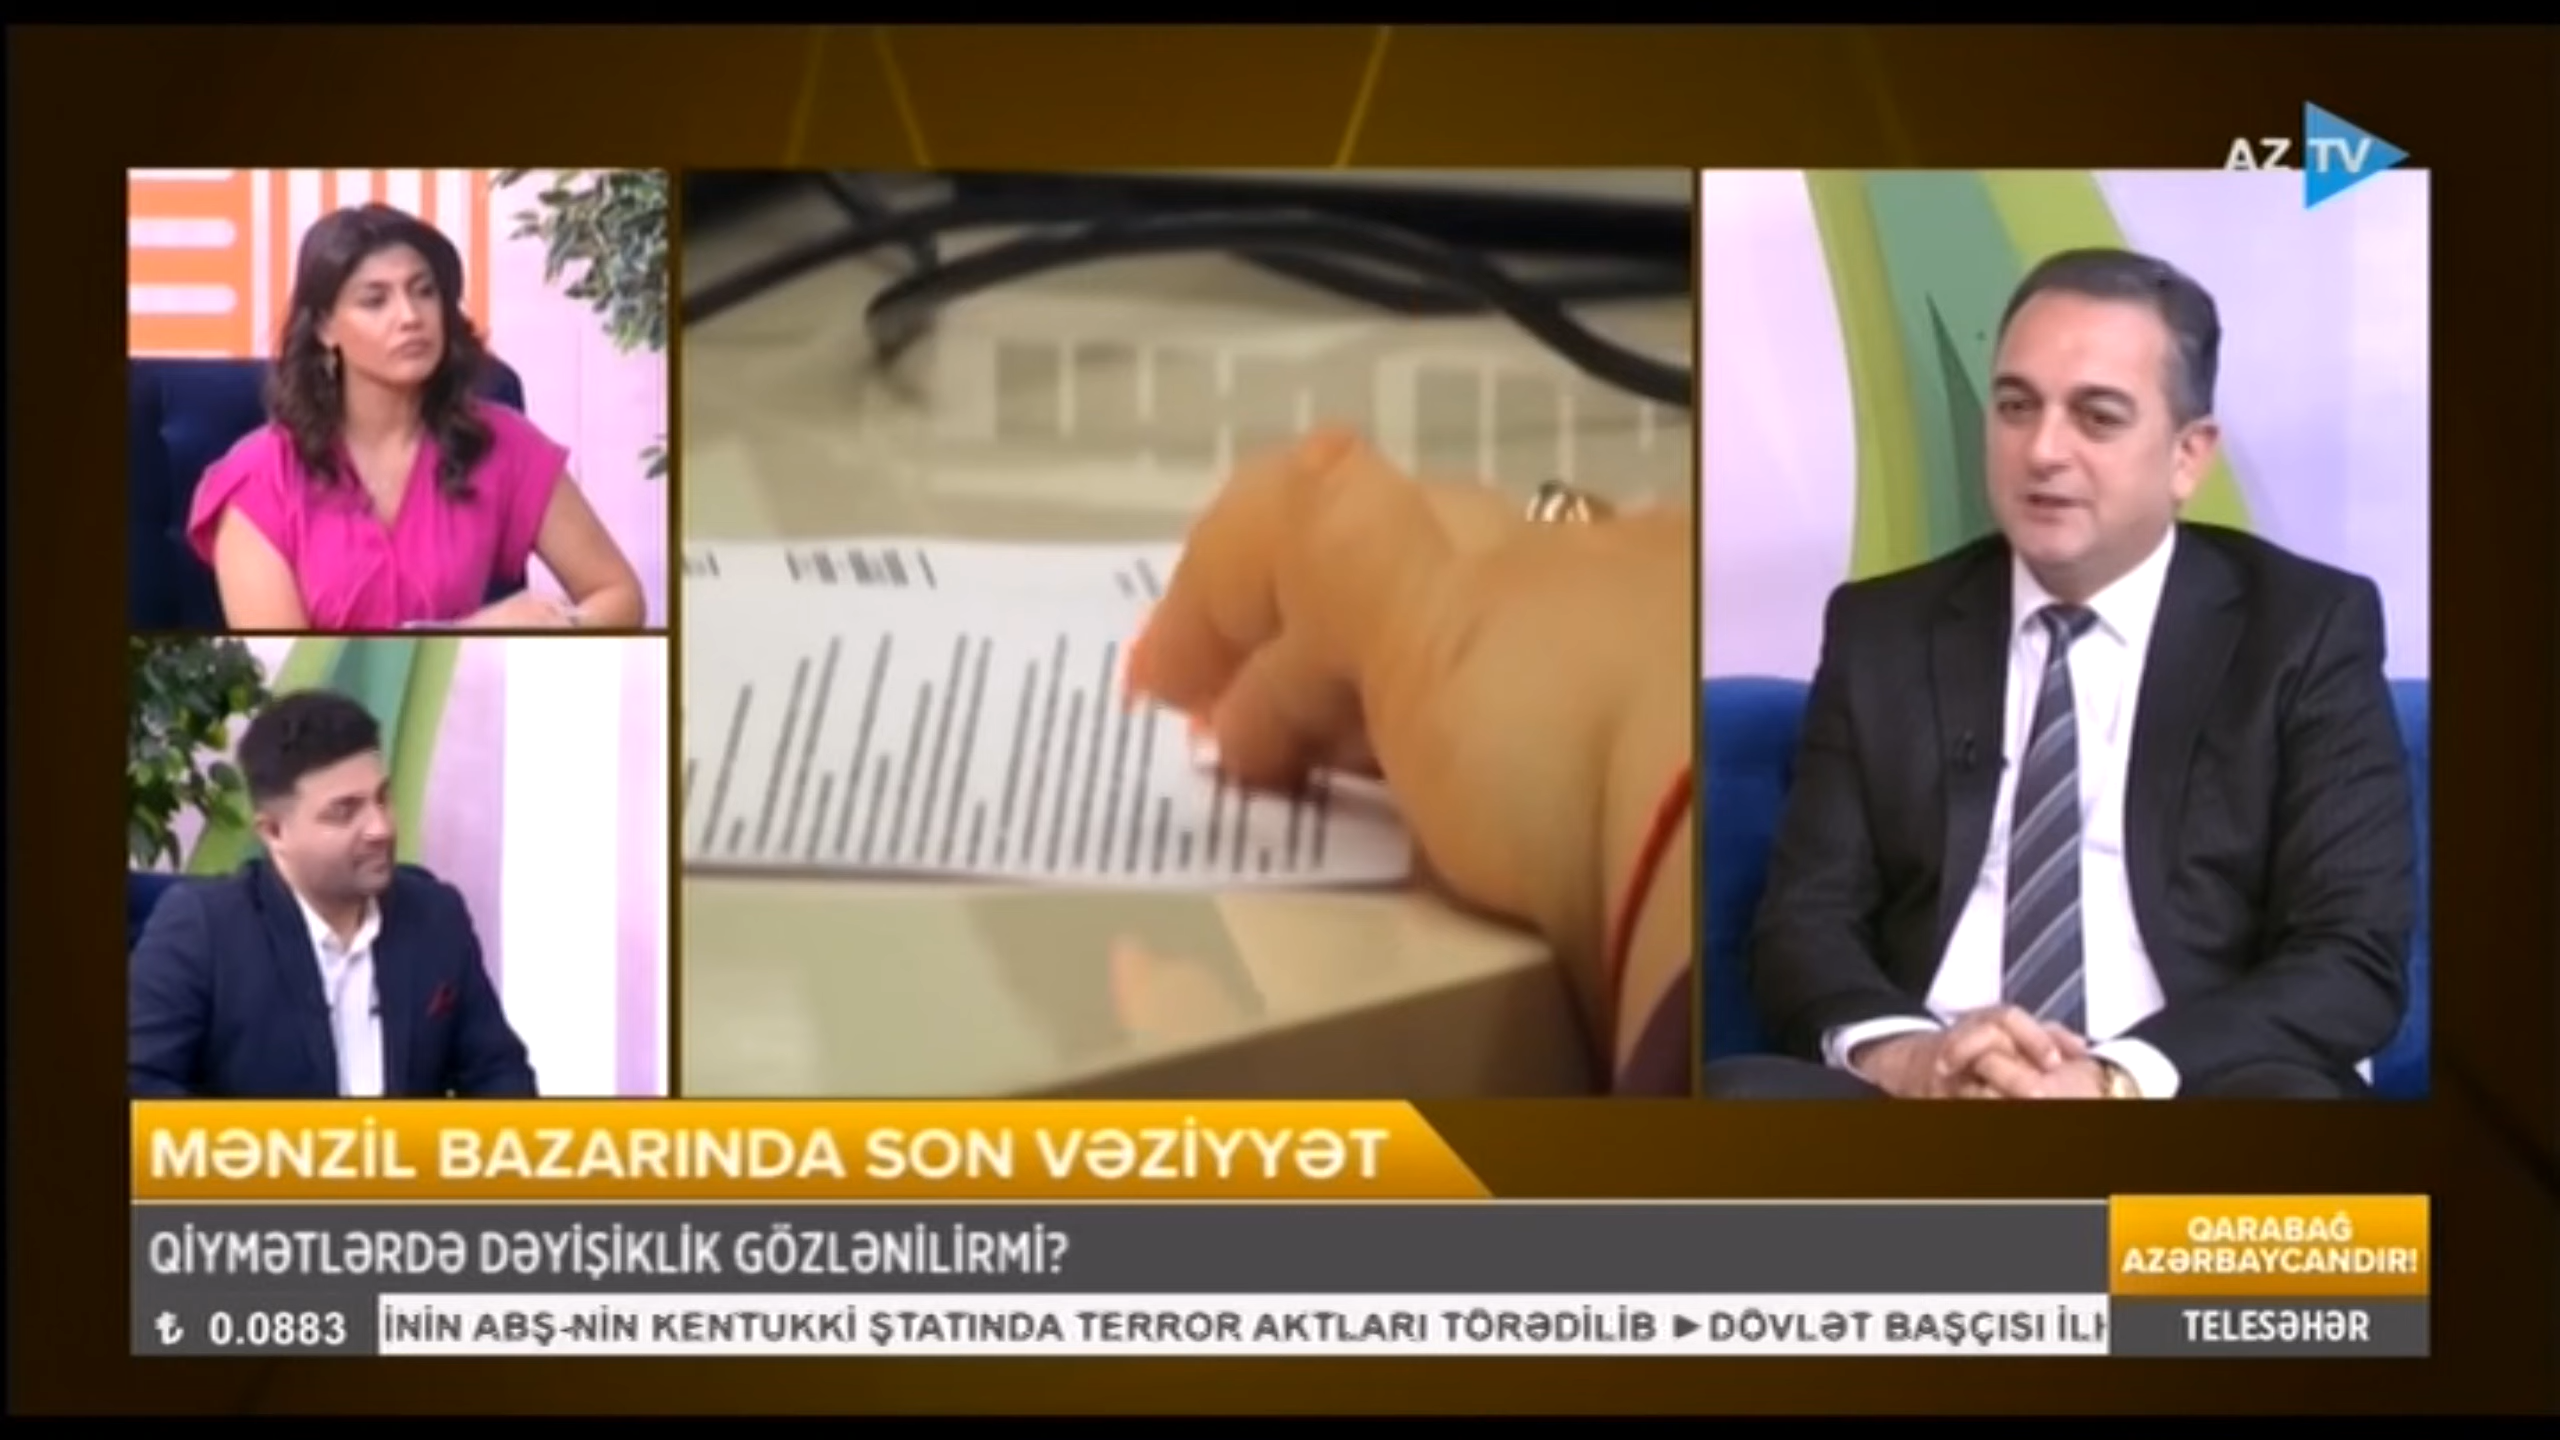 AZ TV
MƏNZİL BAZARINDA SON VƏZİYYƏT
QİYMƏTLƏRDƏ DƏYİŞİKLİK GÖZLƏNİLİRMİ?
QARABAĞ
AZƏRBAYCANDIR!
₺ 0.0883
İNİN ABŞ-NİN KENTUKKİ ŞTATINDA TERROR AKTLARI TÖRƏDİLİB ►DÖVLƏT BAŞÇISI
TELESƏHƏR